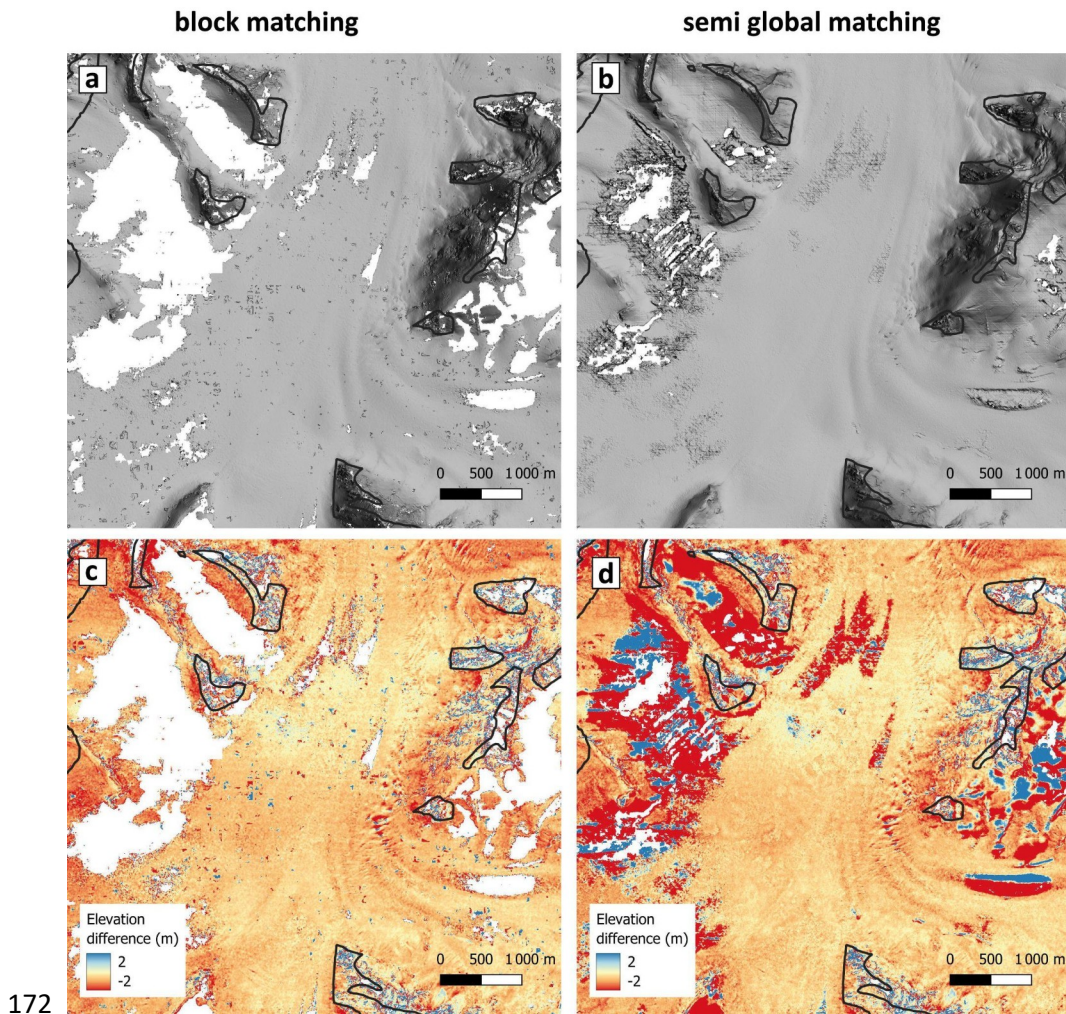 block matching
semi global matching
a
b
0 500 1 000 m
0 500 1 000 m
c
d
Elevation
difference (m)
2
-2
0 500 1 000 m
Elevation
difference (m)
2
-2
0 500 1 000 m
172